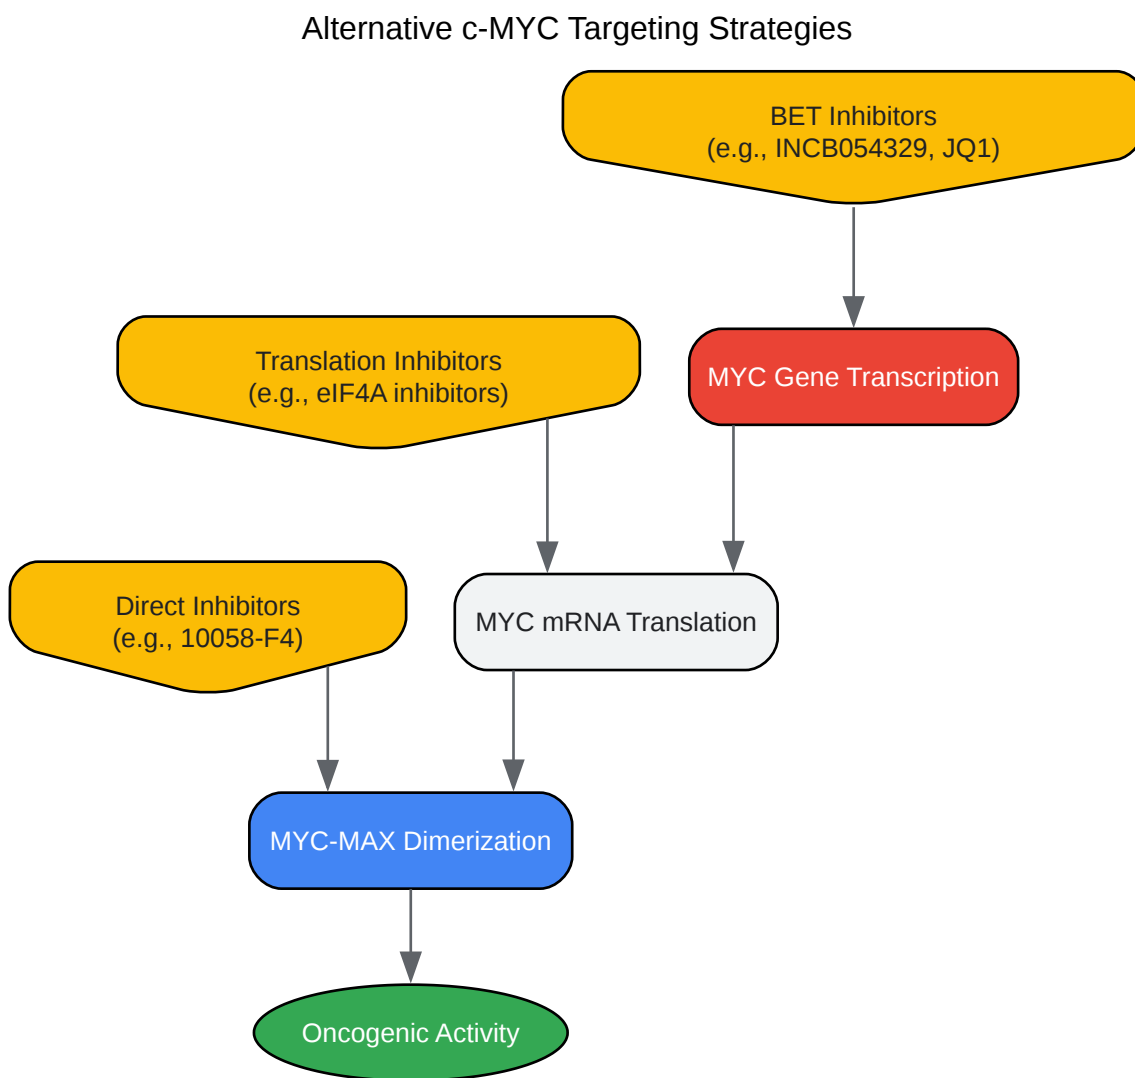 Alternative c-MYC Targeting Strategies
BET Inhibitors
(e.g., INCB054329, JQ1)
Translation Inhibitors
(e.g., eIF4A inhibitors)
MYC Gene Transcription
Direct Inhibitors
(e.g., 10058-F4)
MYC mRNA Translation
MYC-MAX Dimerization
Oncogenic Activity